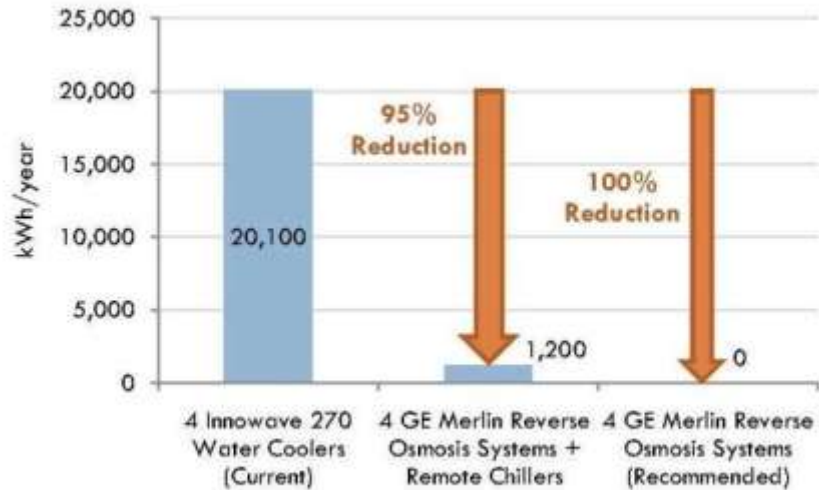 25,000
20,000
15,000
10,000
5,000
0
kWh/year
20,100
95%
Reduction
1,200
100%
Reduction
0
4 Innowave 270
Water Coolers
(Current)
4 GE Merlin Reverse
Osmosis Systems +
Remote Chillers
4 GE Merlin Reverse
Osmosis Systems
(Recommended)